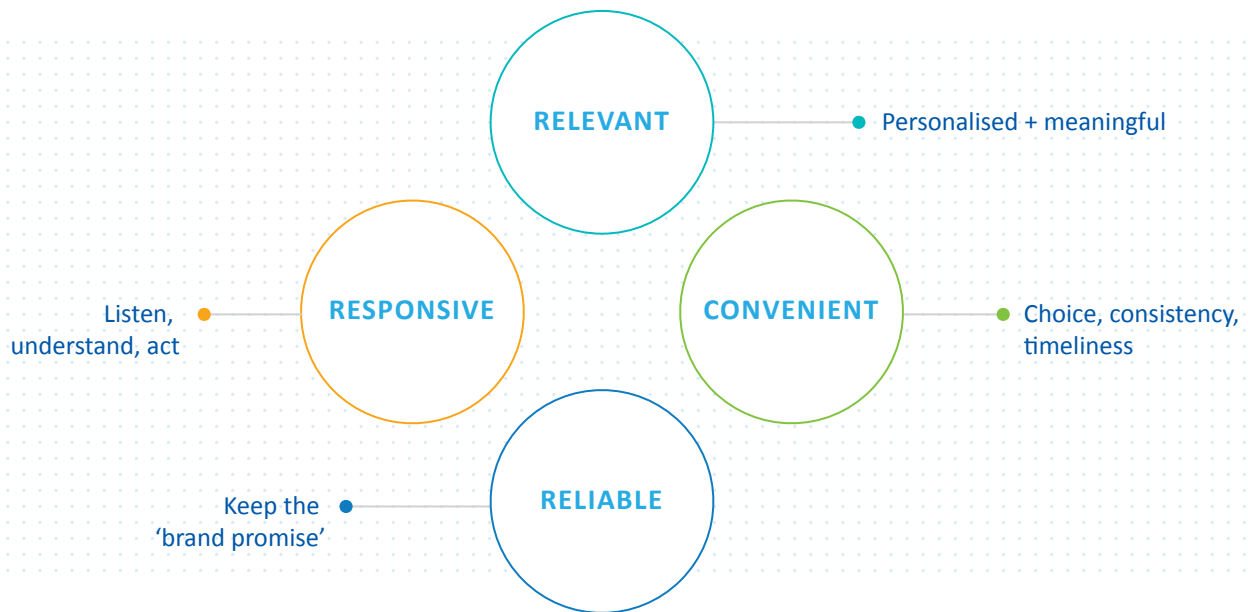 RELEVANT
Personalised + meaningful
RESPONSIVE
Listen,
understand, act
CONVENIENT
Choice, consistency,
timeliness
RELIABLE
Keep the
‘brand promise’